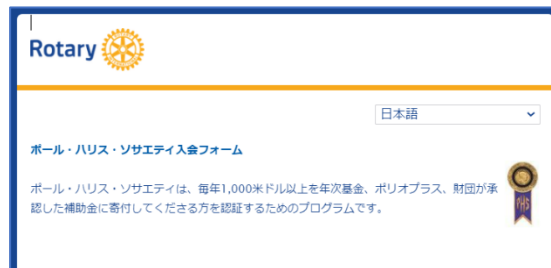 Rotary
日本語
ポール・ハリス・ソサエティ入会フォーム
ポール・ハリス・ソサエティは、毎年1,000米ドル以上を年次基金、ポリオプラス、財団が承
認した補助金に寄付してくださる方を認証するためのプログラムです。
PHS